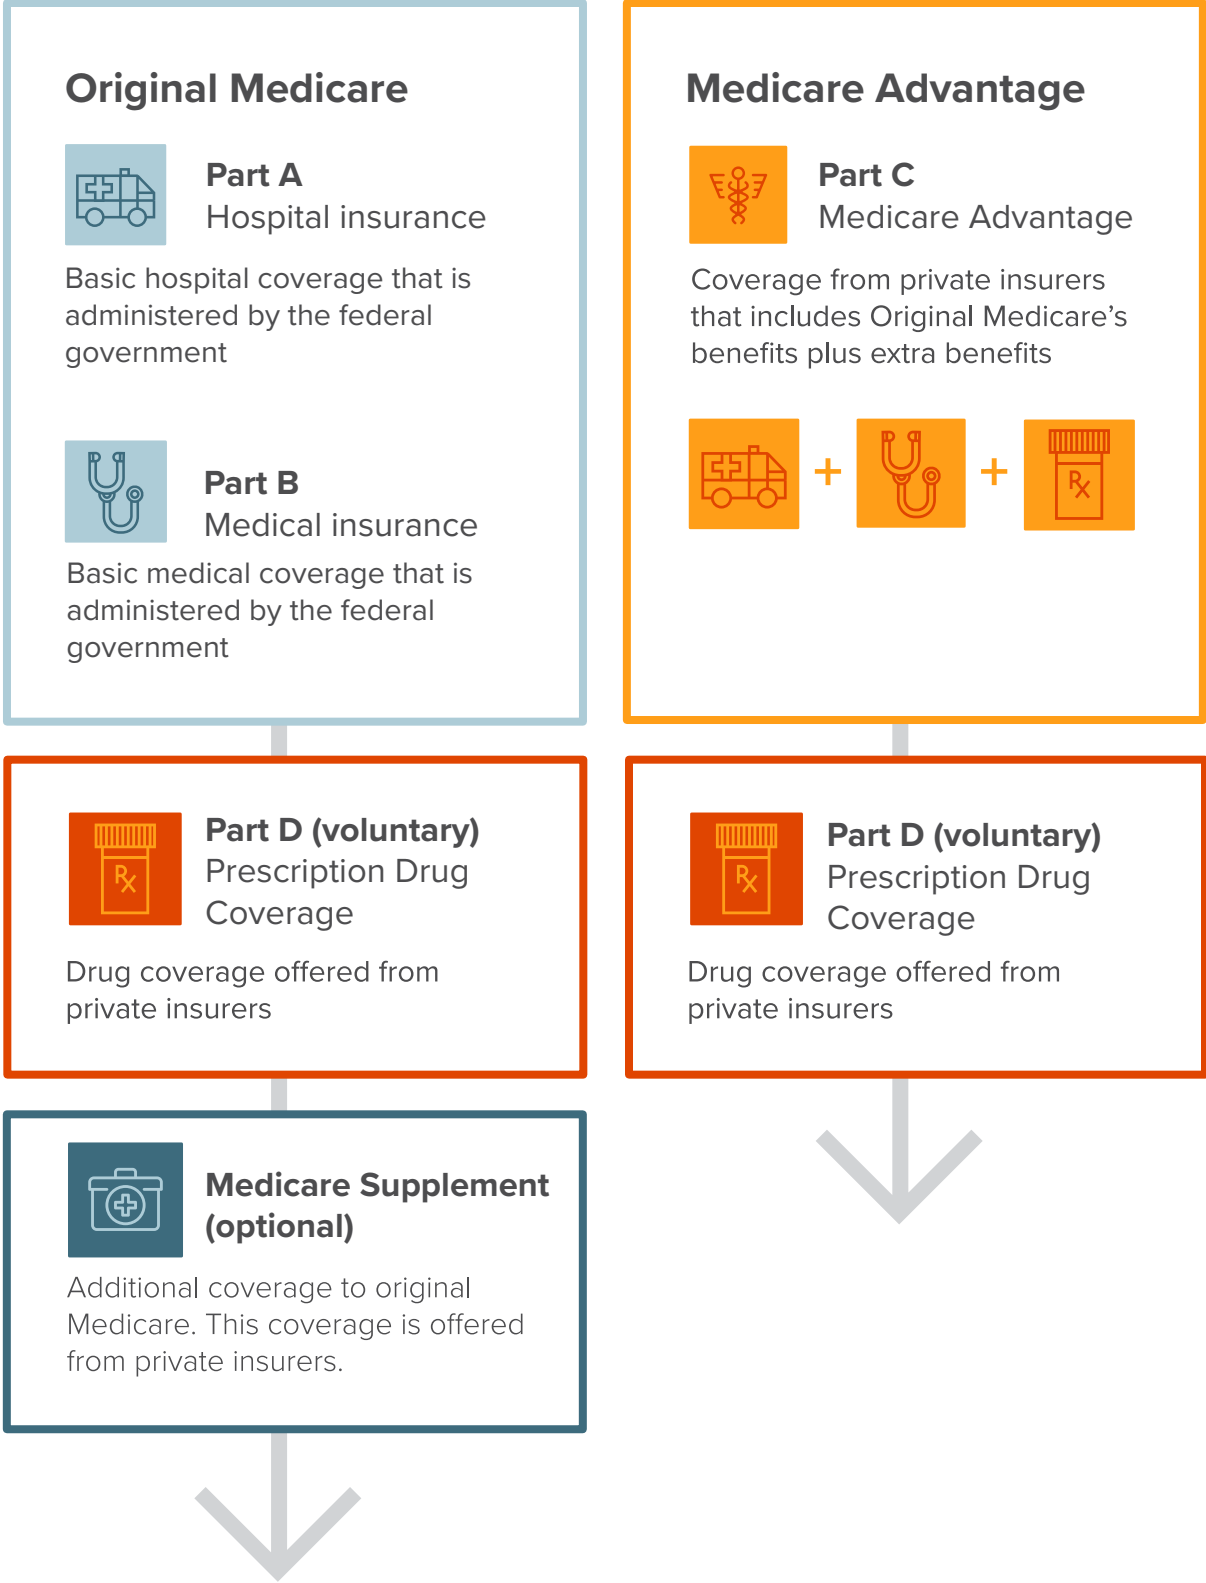 Original Medicare
Part A
Hospital insurance
Basic hospital coverage that is
administered by the federal
government
Part B
Medical insurance
Basic medical coverage that is
administered by the federal
government
Part D (voluntary)
Prescription Drug
Coverage
Drug coverage offered from
private insurers
Medicare Supplement
(optional)
Additional coverage to original
Medicare. This coverage is offered
from private insurers.
Medicare Advantage
Part C
Medicare Advantage
Coverage from private insurers
that includes Original Medicare’s
benefits plus extra benefits
+ +
Rx
Part D (voluntary)
Prescription Drug
Coverage
Drug coverage offered from
private insurers